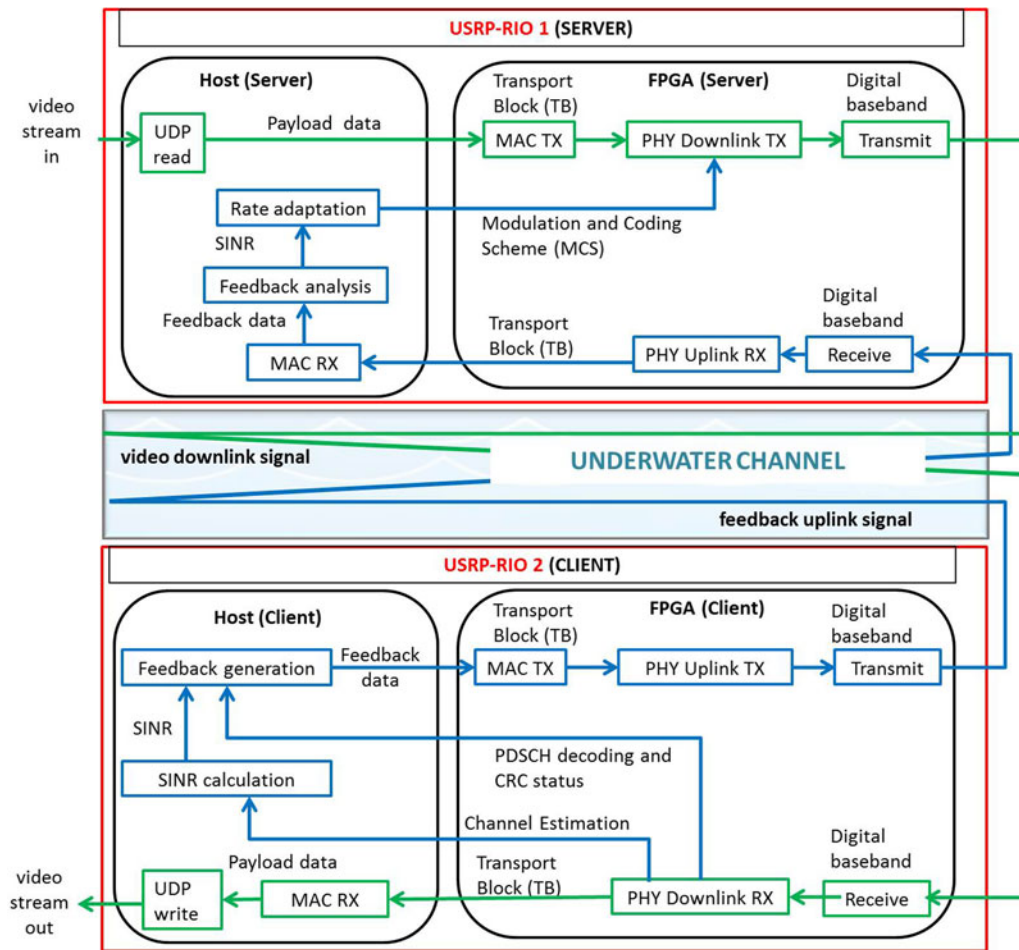 USRP-RIO 1 (SERVER)
Host (Server)
FPGA (Server)
video
stream
in
UDP
read
Payload data
Transport
Block (TB)
MAC TX
PHY Downlink TX
Digital
baseband
Transmit
Rate adaptation
Modulation and Coding
Scheme (MCS)
SINR
Feedback analysis
Feedback data
MAC RX
Transport
Block (TB)
PHY Uplink RX
Digital
baseband
Receive
video downlink signal
UNDERWATER CHANNEL
feedback uplink signal
USRP-RIO 2 (CLIENT)
Host (Client)
FPGA (Client)
Feedback generation
Feedback
data
Transport
Block (TB)
MAC TX
PHY Uplink TX
Digital
baseband
Transmit
SINR
PDSCH decoding and
CRC status
SINR calculation
Channel Estimation
video
stream
out
UDP
write
Payload data
MAC RX
Transport
Block (TB)
PHY Downlink RX
Digital
baseband
Receive